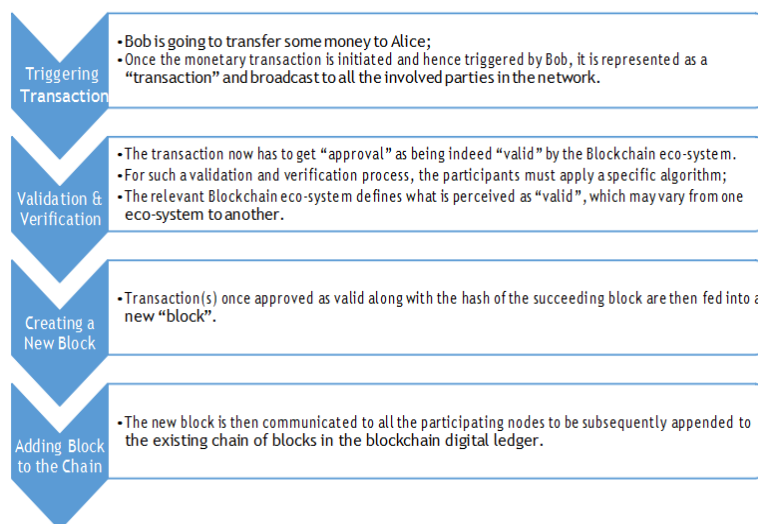 Triggering
Transaction
•Bob is going to transfer some money to Alice;
•Once the monetary transaction is initiated and hence triggered by Bob, it is represented as a
“transaction” and broadcast to all the involved parties in the network.
Validation &
Verification
•The transaction now has to get “approval” as being indeed “valid” by the Blockchain eco-system.
•For such a validation and verification process, the participants must apply a specific algorithm;
•The relevant Blockchain eco-system defines what is perceived as “valid”, which may vary from one
eco-system to another.
Creating a
New Block
•Transaction(s) once approved as valid along with the hash of the succeeding block are then fed into a
new “block”.
Adding Block
to the Chain
•The new block is then communicated to all the participating nodes to be subsequently appended to
the existing chain of blocks in the blockchain digital ledger.